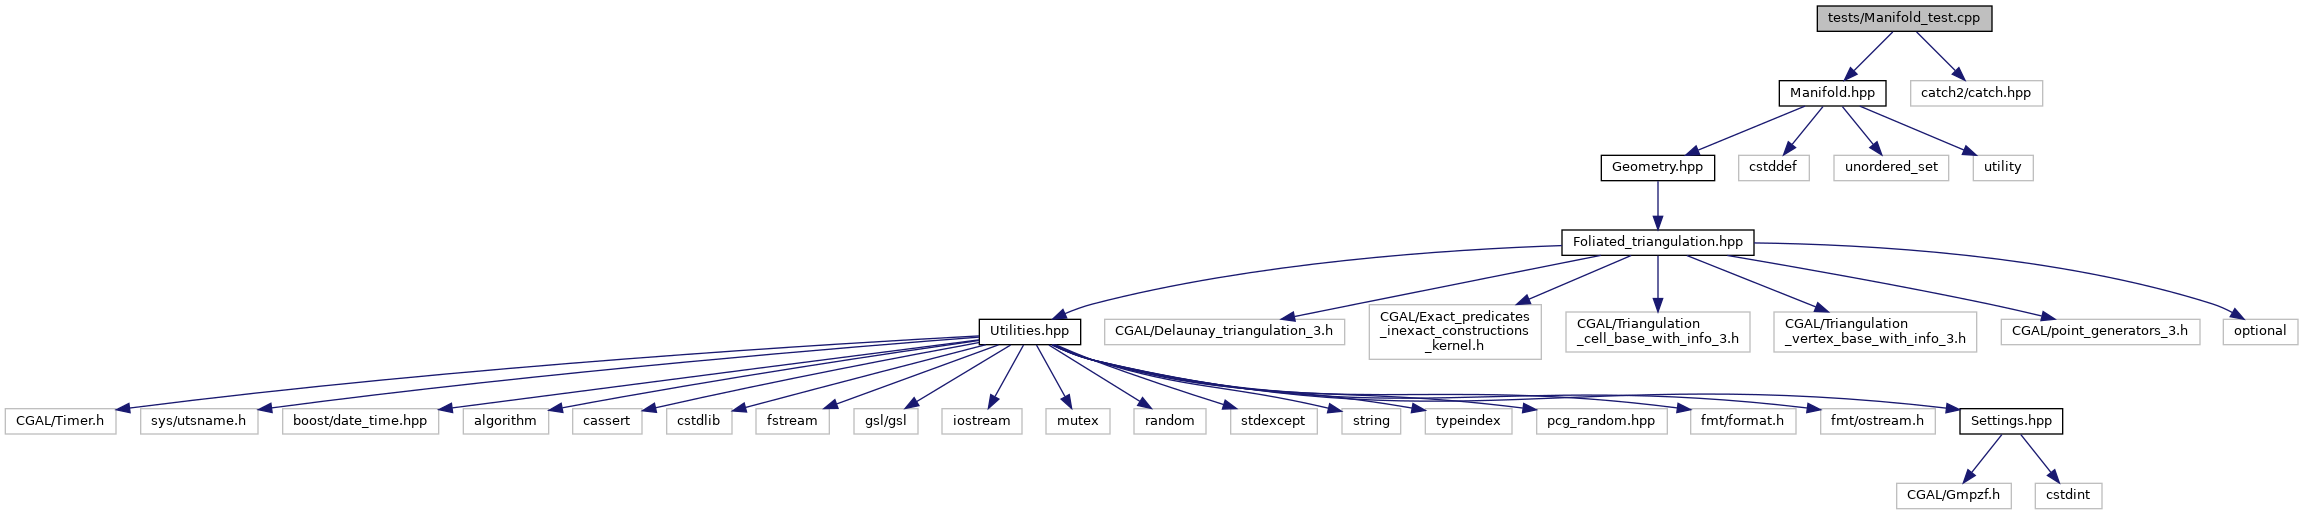 tests/Manifold_test.cpp
Manifold.hpp
catch2/catch.hpp
Geometry.hpp
cstddef
unordered_set
utility
Foliated_triangulation.hpp
Utilities.hpp
CGAL/Delaunay_triangulation_3.h
CGAL/Exact_predicates
_inexact_constructions
_kernel.h
CGAL/Triangulation
_cell_base_with_info_3.h
CGAL/Triangulation
_vertex_base_with_info_3.h
CGAL/point_generators_3.h
optional
CGAL/Timer.h
sys/utsname.h
boost/date_time.hpp
algorithm
cassert
cstdlib
fstream
gsl/gsl
iostream
mutex
random
stdexcept
string
typeindex
pcg_random.hpp
fmt/format.h
fmt/ostream.h
Settings.hpp
CGAL/Gmpzf.h
cstdint